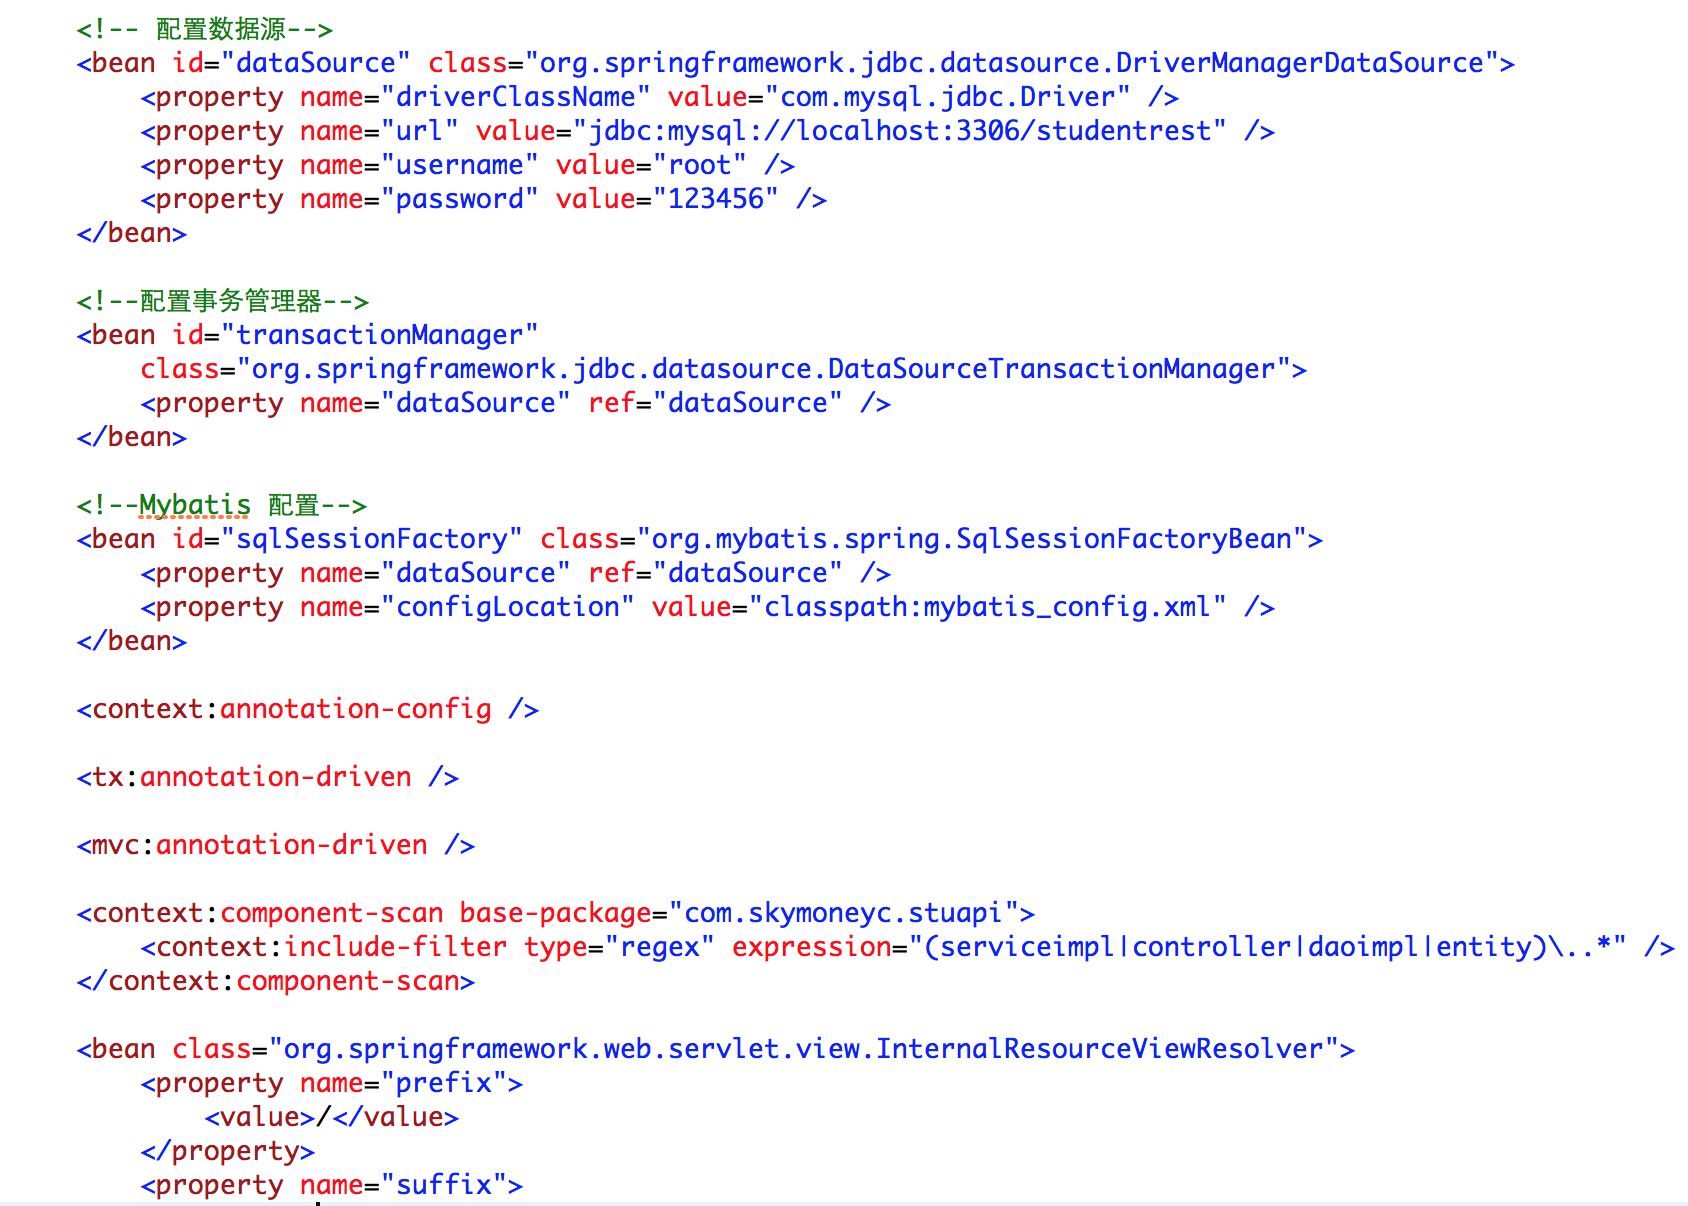 <!-- 配置数据源-->
<bean id="dataSource" class="org.springframework.jdbc.datasource.DriverManagerDataSource">
    <property name="driverClassName" value="com.mysql.jdbc.Driver" />
    <property name="url" value="jdbc:mysql://localhost:3306/studentrest" />
    <property name="username" value="root" />
    <property name="password" value="123456" />
</bean>

<!--配置事务管理器-->
<bean id="transactionManager"
    class="org.springframework.jdbc.datasource.DataSourceTransactionManager">
    <property name="dataSource" ref="dataSource" />
</bean>

<!--Mybatis 配置-->
<bean id="sqlSessionFactory" class="org.mybatis.spring.SqlSessionFactoryBean">
    <property name="dataSource" ref="dataSource" />
    <property name="configLocation" value="classpath:mybatis_config.xml" />
</bean>

<context:annotation-config />

<tx:annotation-driven />

<mvc:annotation-driven />

<context:component-scan base-package="com.skymoneyc.stuapi">
    <context:include-filter type="regex" expression="(serviceimpl|controller|daoimpl|entity)\..*" />
</context:component-scan>

<bean class="org.springframework.web.servlet.view.InternalResourceViewResolver">
    <property name="prefix">
        <value>/</value>
    </property>
    <property name="suffix">